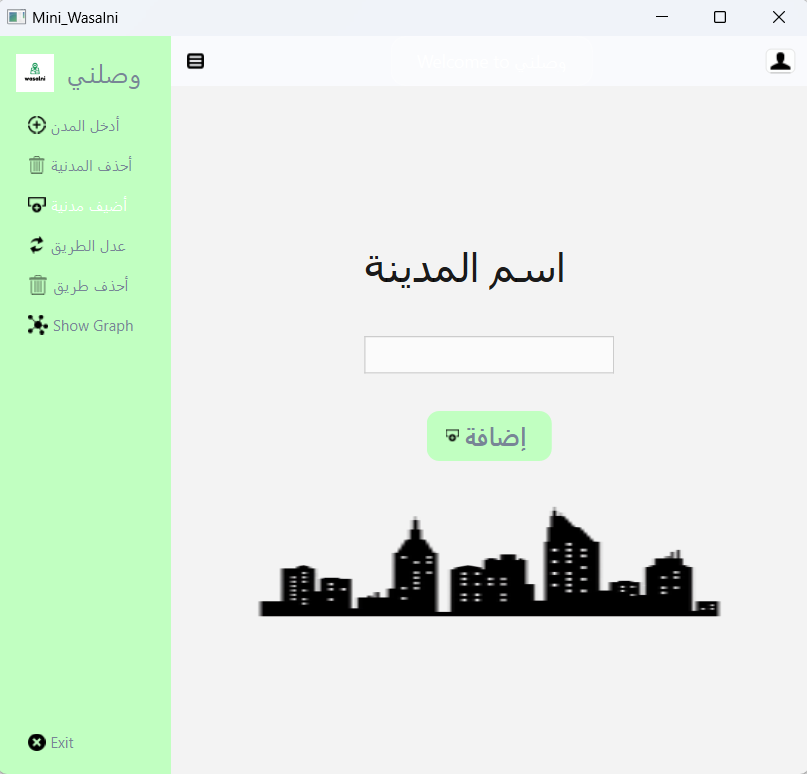 Mini_Wasalni
wasalni
وصلني
Welcome to وصلني
أدخل المدن
أحذف المدنية
أضيف مدنية
عدل الطريق
أحذف طريق
Show Graph
اسم المدينة
إضافة
Exit